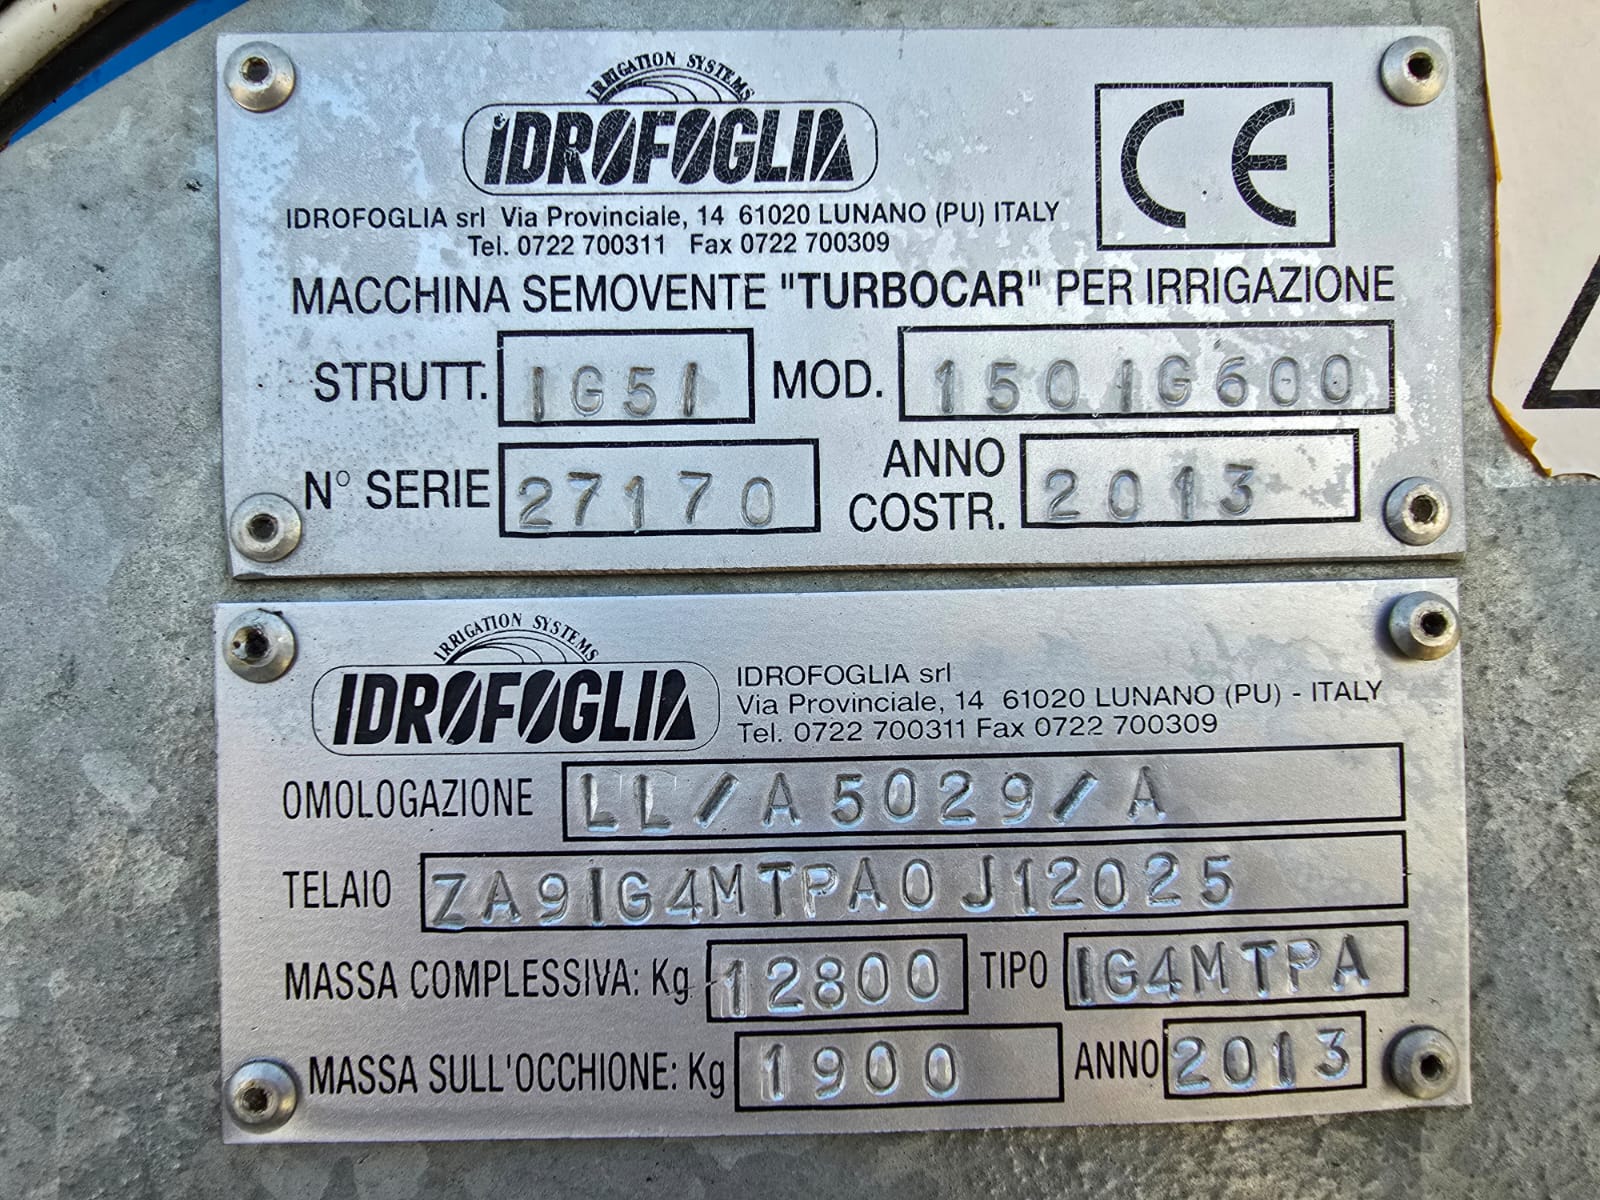 IRRIGATION SYSTEMS
IDROFOGLIA
CE
IDROFOGLIA srl Via Provinciale, 14 61020 LUNANO (PU) ITALY
Tel. 0722 700311 Fax 0722 700309
MACCHINA SEMOVENTE "TURBOCAR" PER IRRIGAZIONE
STRUTT. IG5I MOD. 150IG600
N° SERIE 27170 ANNO COSTR. 2013
IRRIGATION SYSTEMS
IDROFOGLIA
IDROFOGLIA srl
Via Provinciale, 14 61020 LUNANO (PU) - ITALY
Tel. 0722 700311 Fax 0722 700309
OMOLOGAZIONE LL/A5029/A
TELAIO ZA9IG4MTPA0J12025
MASSA COMPLESSIVA: Kg 12800 TIPO IG4MTPA
MASSA SULL'OCCHIONE: Kg 1900 ANNO 2013